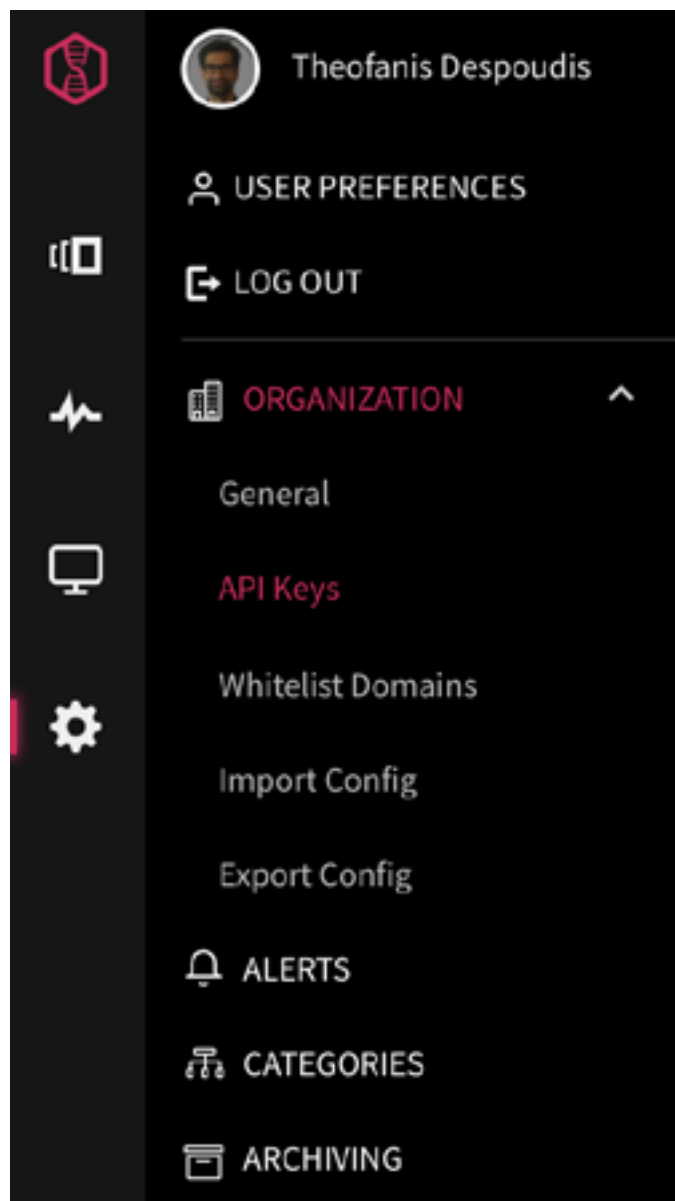 Theofanis Despoudis
USER PREFERENCES
LOG OUT
ORGANIZATION
General
API Keys
Whitelist Domains
Import Config
Export Config
ALERTS
CATEGORIES
ARCHIVING